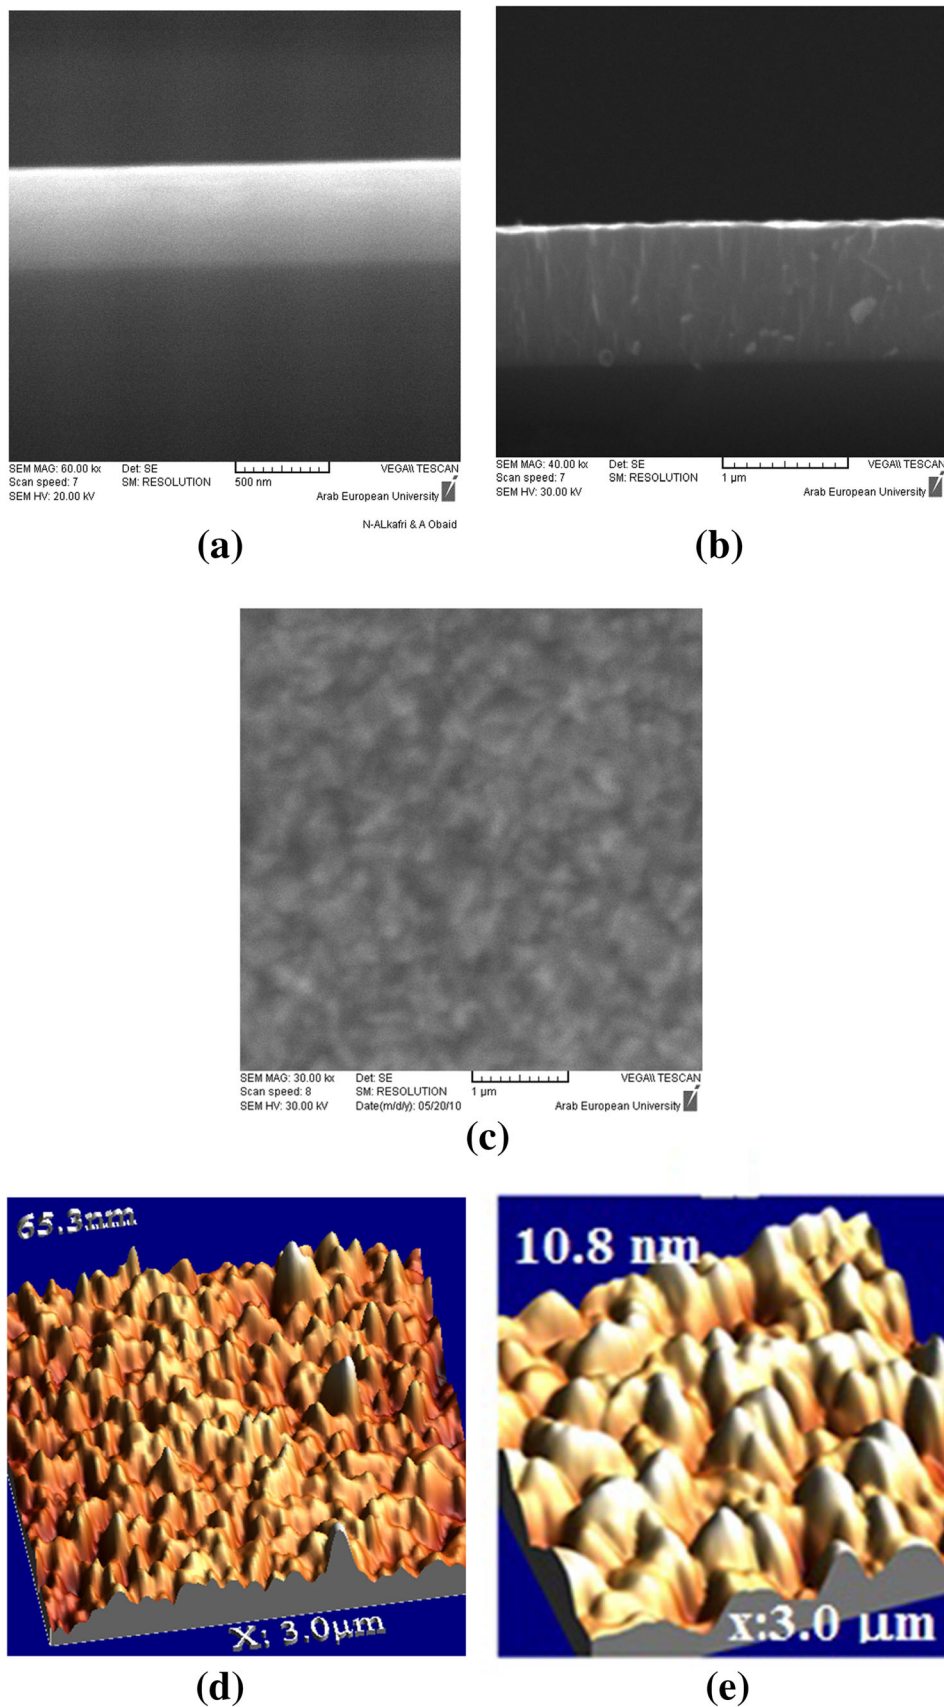 SEM MAG: 60.00 kx Det: SE 500 nm VEGA\\ TESCAN
Scan speed: 7 SM: RESOLUTION
SEM HV: 20.00 kV Arab European University
N-ALkafri & A Obaid
(a)
SEM MAG: 40.00 kx Det: SE 1 µm VEGA\\ TESCAN
Scan speed: 7 SM: RESOLUTION
SEM HV: 30.00 kV Arab European University
(b)
SEM MAG: 30.00 kx Det: SE VEGA\\ TESCAN
Scan speed: 8 SM: RESOLUTION 1 µm
SEM HV: 30.00 kV Date(m/d/y): 05/20/10 Arab European University
(c)
65.3nm
X: 3.0µm
(d)
10.8 nm
x:3.0 µm
(e)